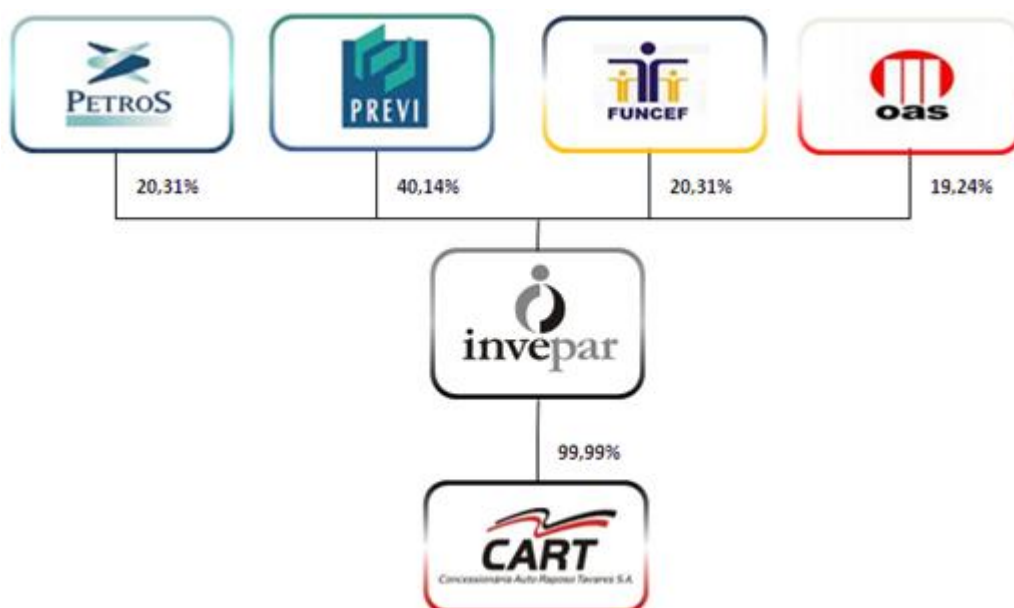 PETROS
PREVI
FUNCEF
oas
20,31%
40,14%
20,31%
19,24%
invepar
99,99%
CART
Concessionária Auto Raposo Tavares S.A.